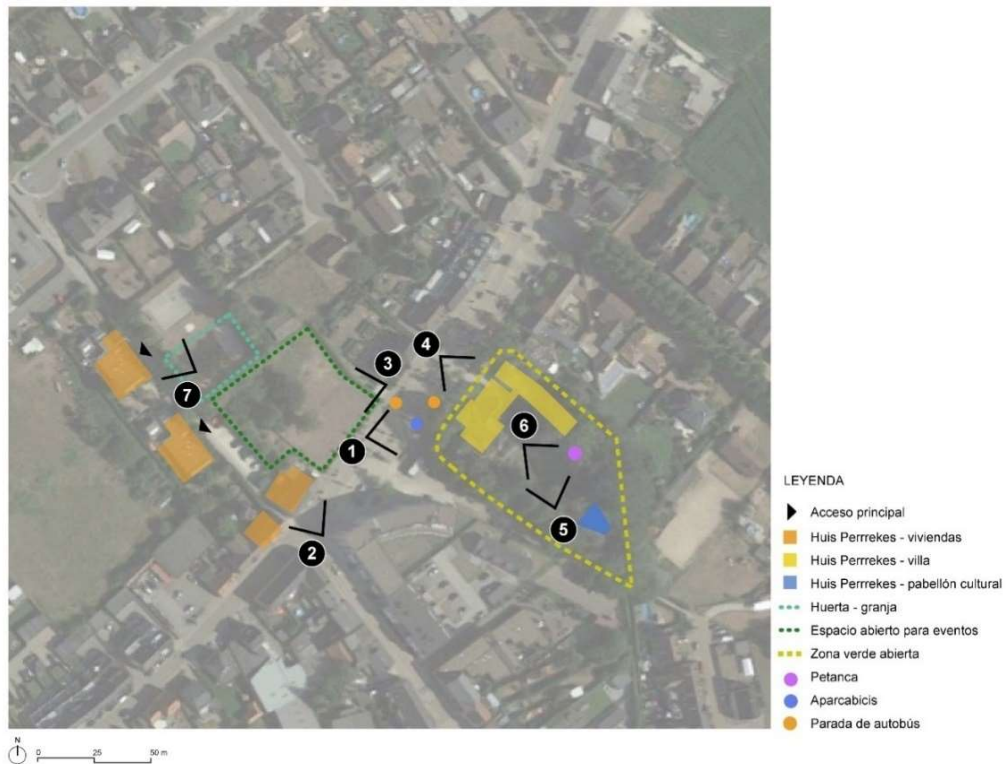 4
3
7
1
6
5
2
LEYENDA
Acceso principal
Huis Perrrekes - viviendas
Huis Perrrekes - villa
Huis Perrrekes - pabellón cultural
Huerta - granja
Espacio abierto para eventos
Zona verde abierta
Petanca
Aparcabicis
Parada de autobús
N
0 25 50 m